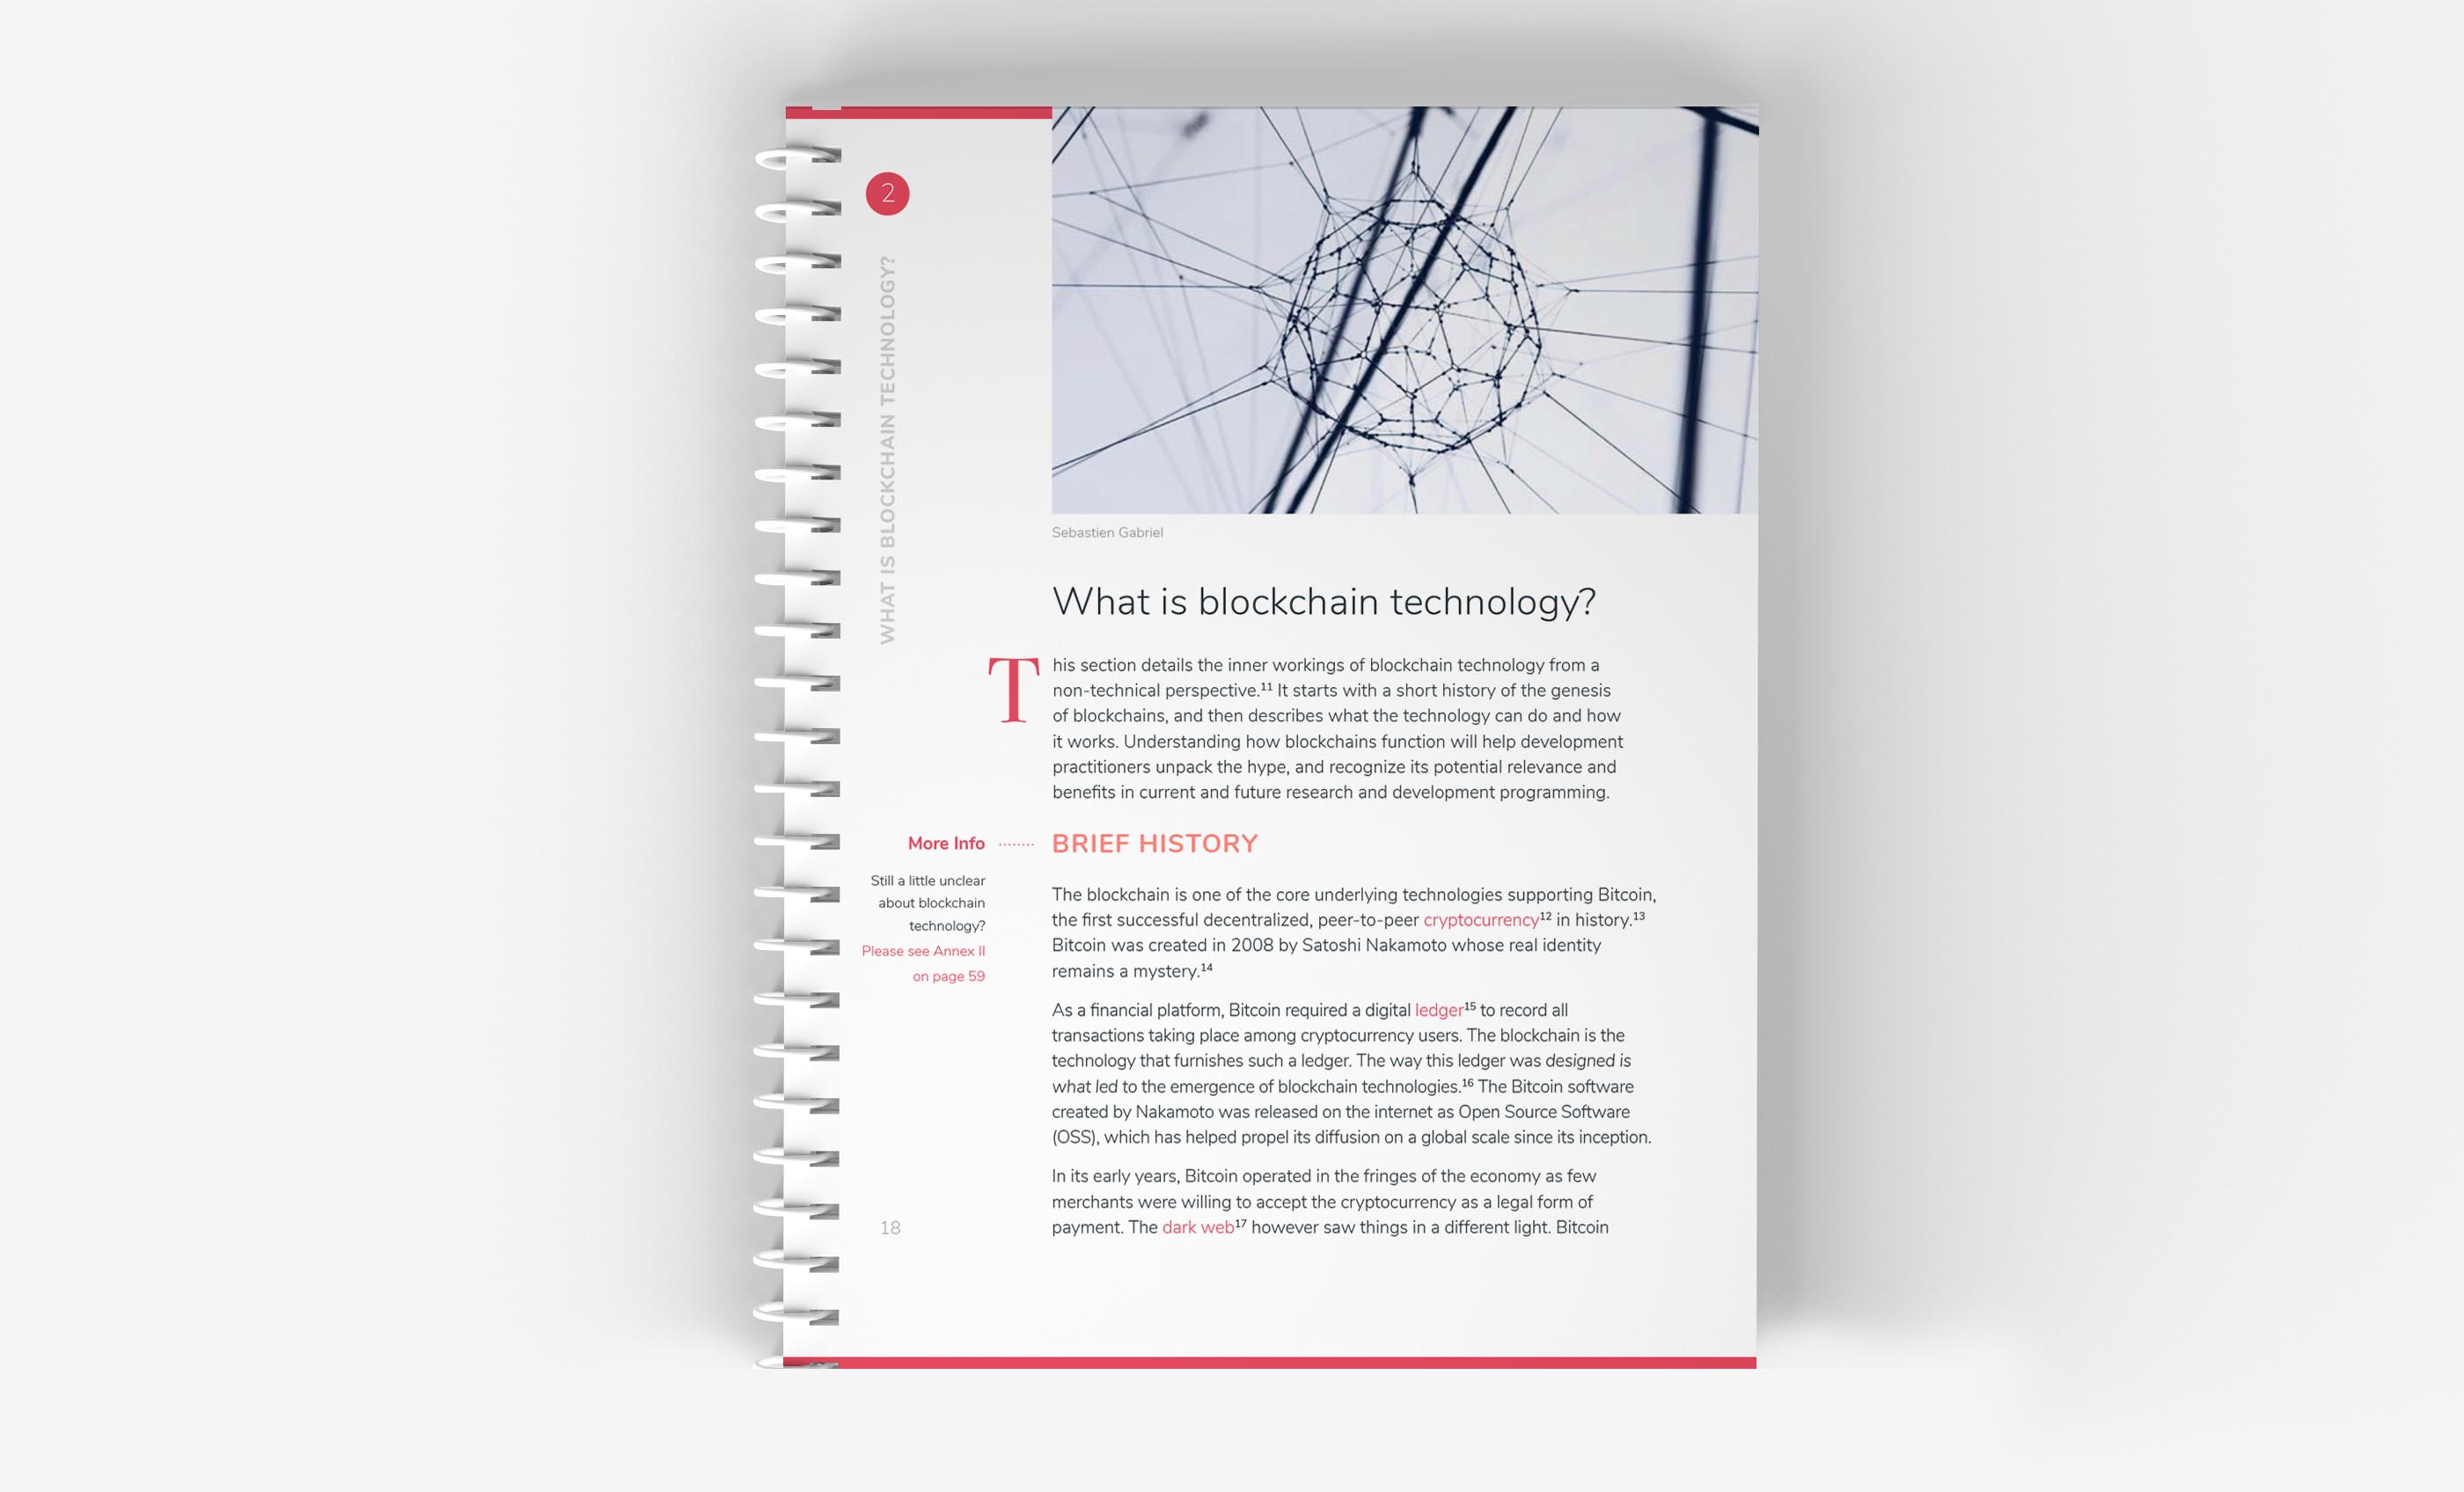 2
WHAT IS BLOCKCHAIN TECHNOLOGY?
Sebastien Gabriel
What is blockchain technology?
This section details the inner workings of blockchain technology from a
non-technical perspective.¹¹ It starts with a short history of the genesis
of blockchains, and then describes what the technology can do and how
it works. Understanding how blockchains function will help development
practitioners unpack the hype, and recognize its potential relevance and
benefits in current and future research and development programming.
More Info
Still a little unclear
about blockchain
technology?
Please see Annex II
on page 59
BRIEF HISTORY
The blockchain is one of the core underlying technologies supporting Bitcoin,
the first successful decentralized, peer-to-peer cryptocurrency¹² in history.¹³
Bitcoin was created in 2008 by Satoshi Nakamoto whose real identity
remains a mystery.¹⁴
As a financial platform, Bitcoin required a digital ledger¹⁵ to record all
transactions taking place among cryptocurrency users. The blockchain is the
technology that furnishes such a ledger. The way this ledger was designed is
what led to the emergence of blockchain technologies.¹⁶ The Bitcoin software
created by Nakamoto was released on the internet as Open Source Software
(OSS), which has helped propel its diffusion on a global scale since its inception.
In its early years, Bitcoin operated in the fringes of the economy as few
merchants were willing to accept the cryptocurrency as a legal form of
payment. The dark web¹⁷ however saw things in a different light. Bitcoin
18